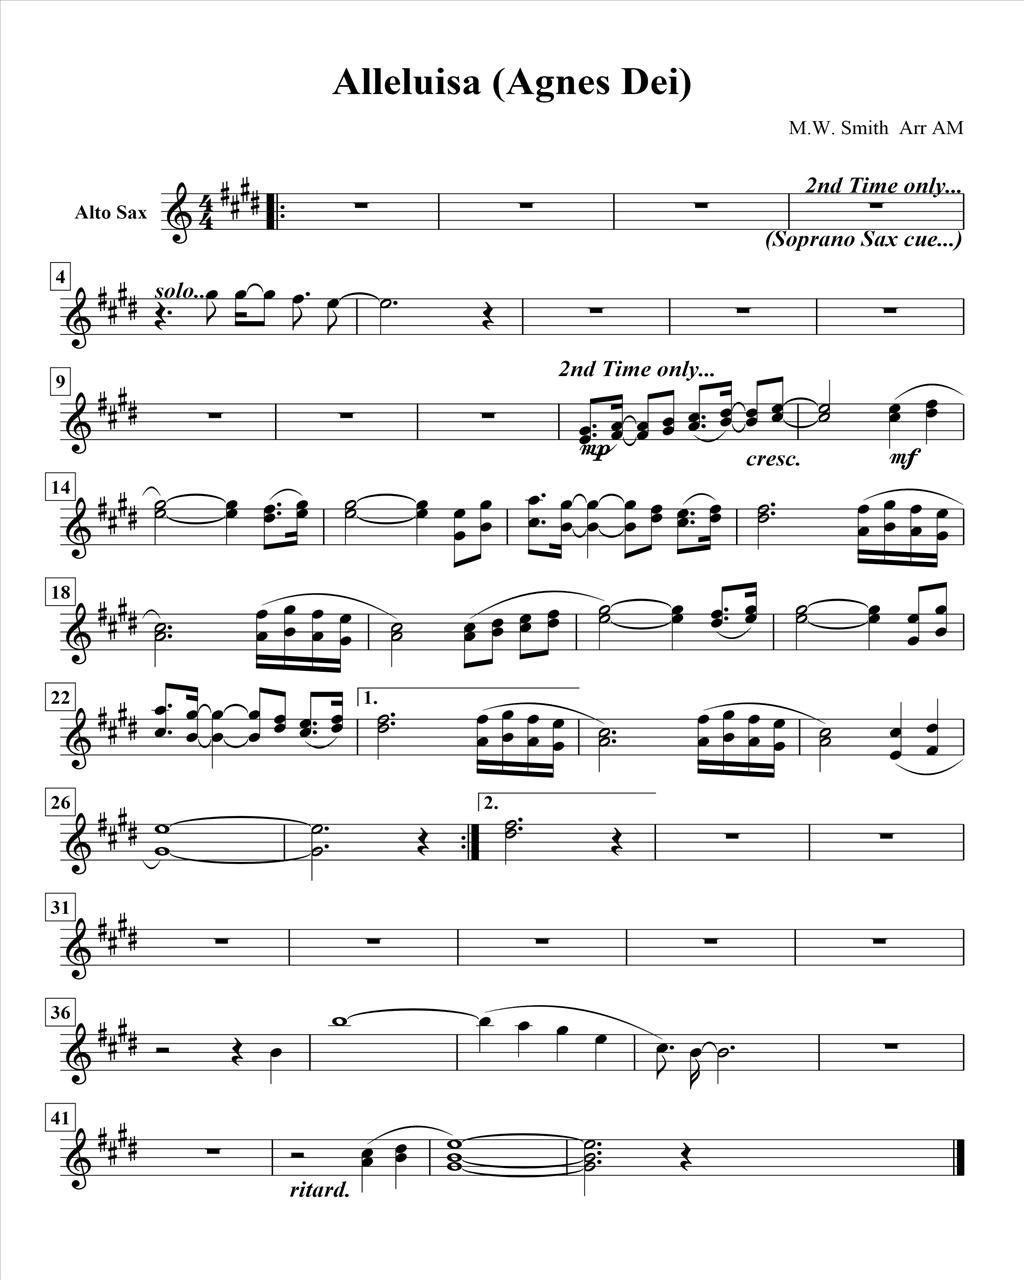 Alleluisa (Agnes Dei)
M.W. Smith Arr AM
2nd Time only...
Alto Sax
4
4
(Soprano Sax cue...)
4
solo...
9
2nd Time only...
mp
cresc.
mf
14
18
22
1.
26
2.
31
36
41
ritard.